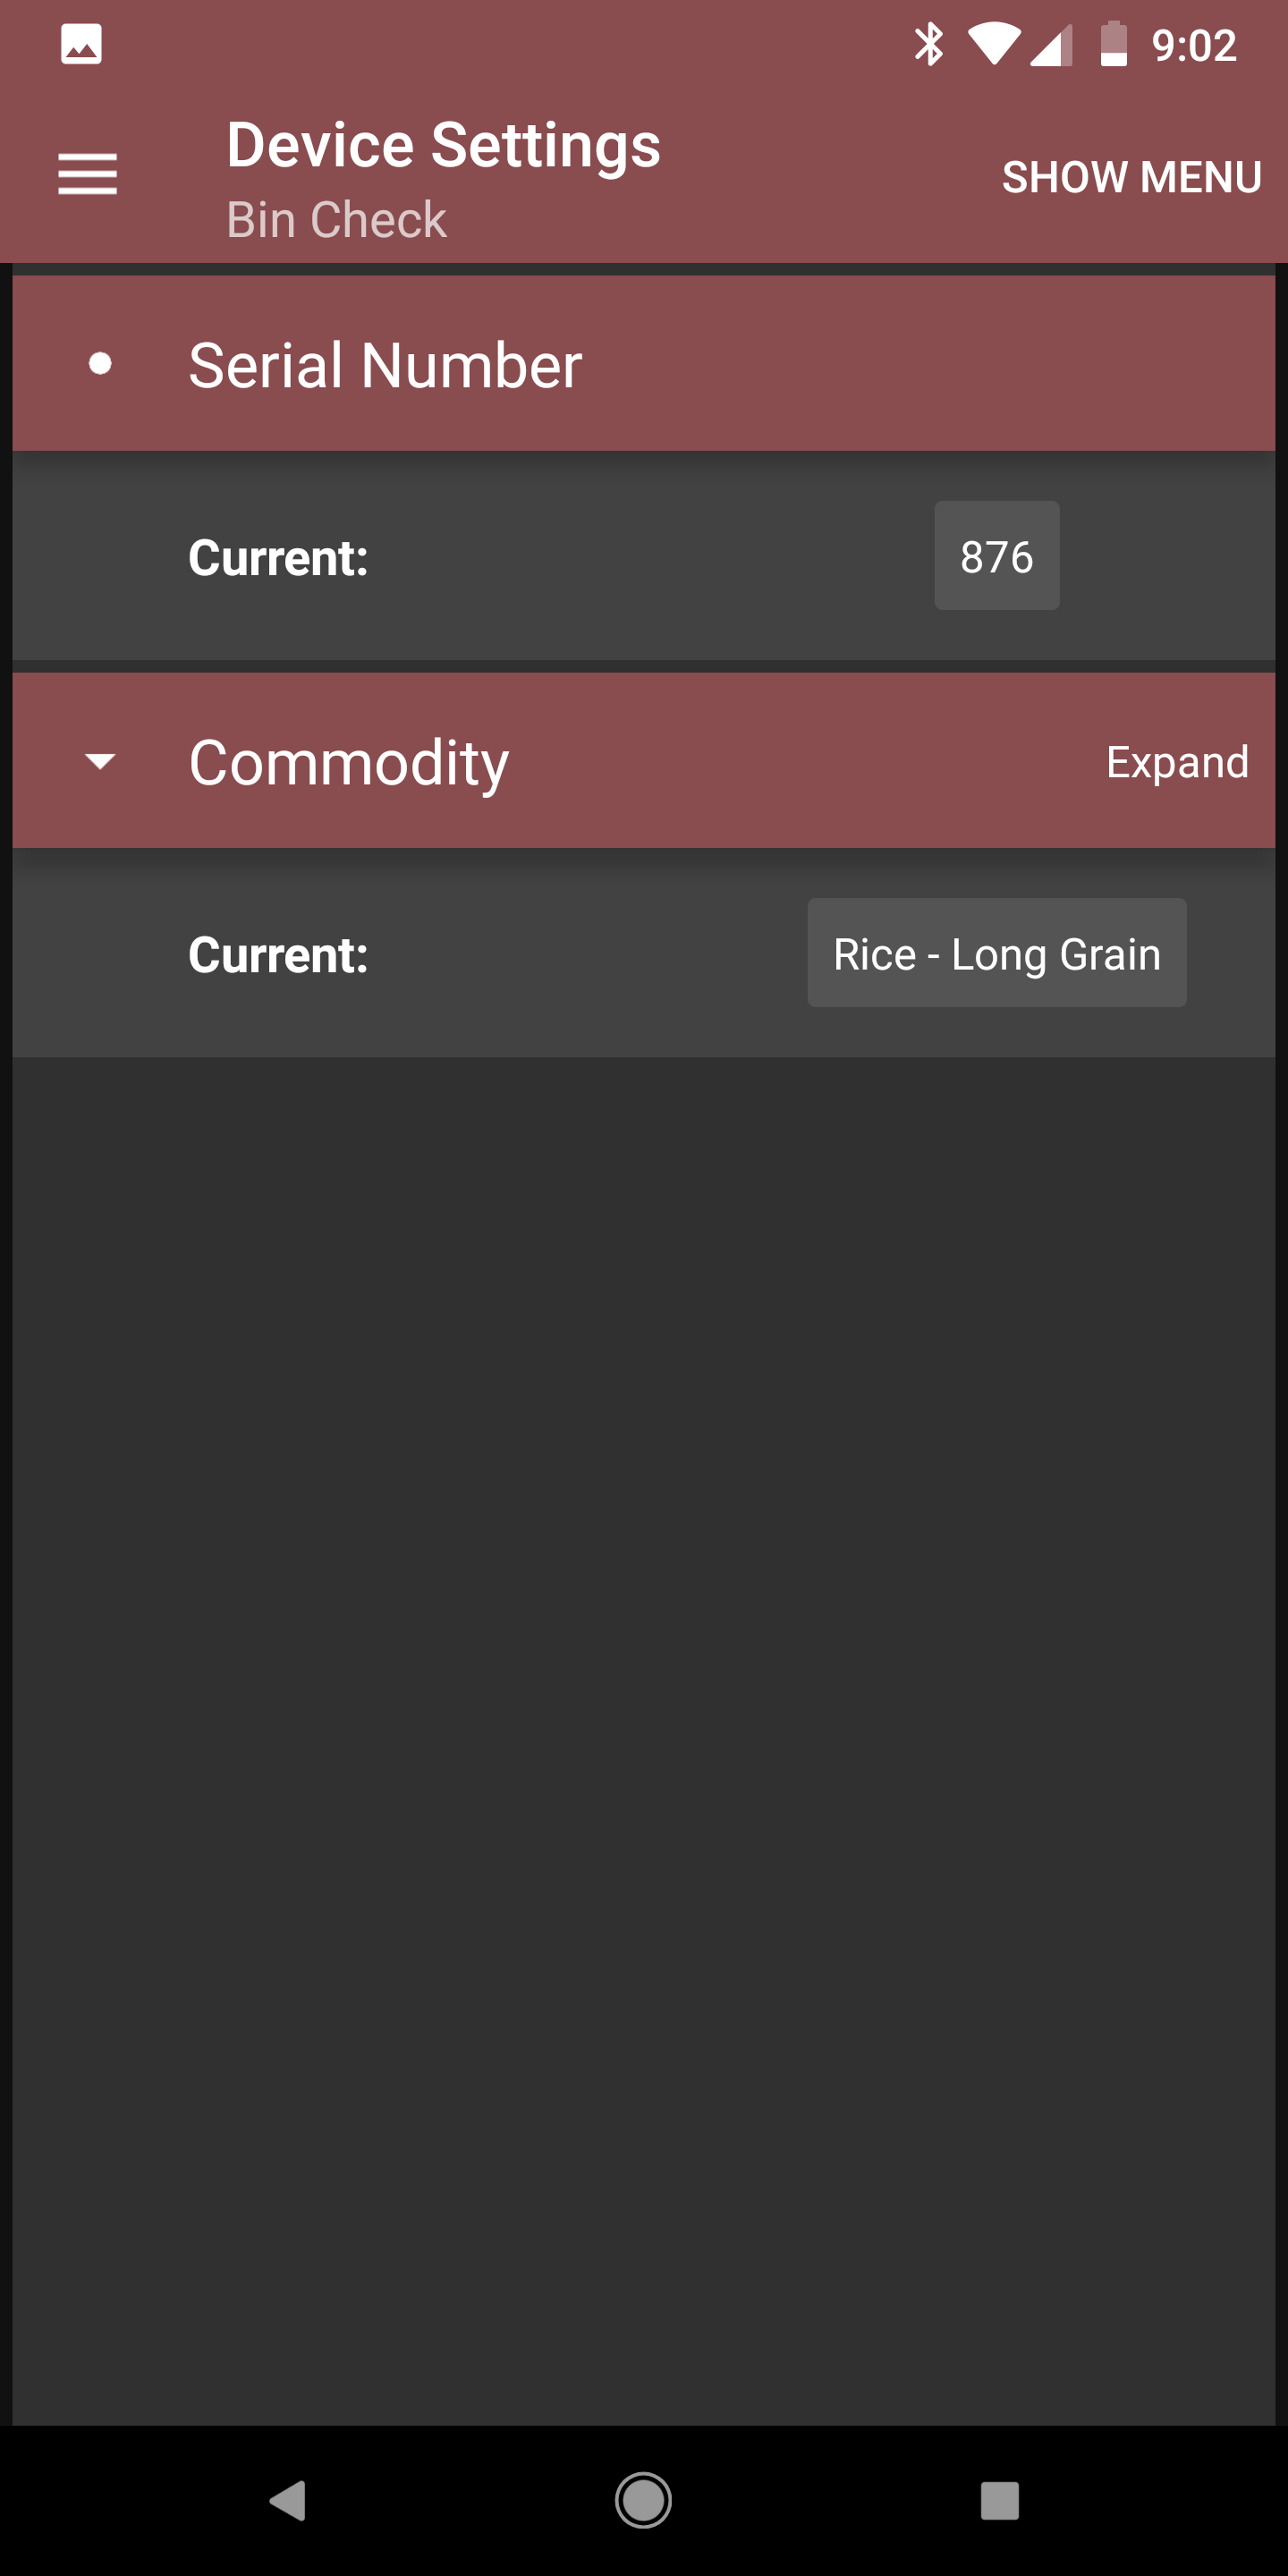 9:02
Device Settings
Bin Check
SHOW MENU
Serial Number
Current:
876
Commodity
Expand
Current:
Rice - Long Grain